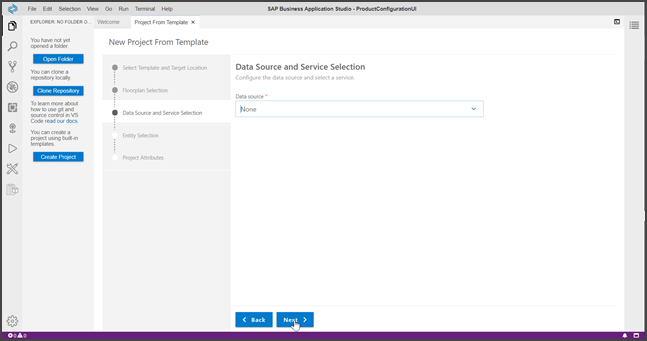 File Edit Selection View Go Run Terminal Help
SAP Business Application Studio - ProductConfigurationUI
EXPLORER: NO FOLDER O...
Welcome
Project From Template ×
You have not yet
opened a folder.
Open Folder
You can clone a
repository locally.
Clone Repository
To learn more about
how to use git and
source control in VS
Code read our docs.
You can create a
project using built-in
templates.
Create Project
New Project From Template
Select Template and Target Location
Floorplan Selection
Data Source and Service Selection
Entity Selection
Project Attributes
Data Source and Service Selection
Configure the data source and select a service.
Data source *
None
Back
Next
0 0